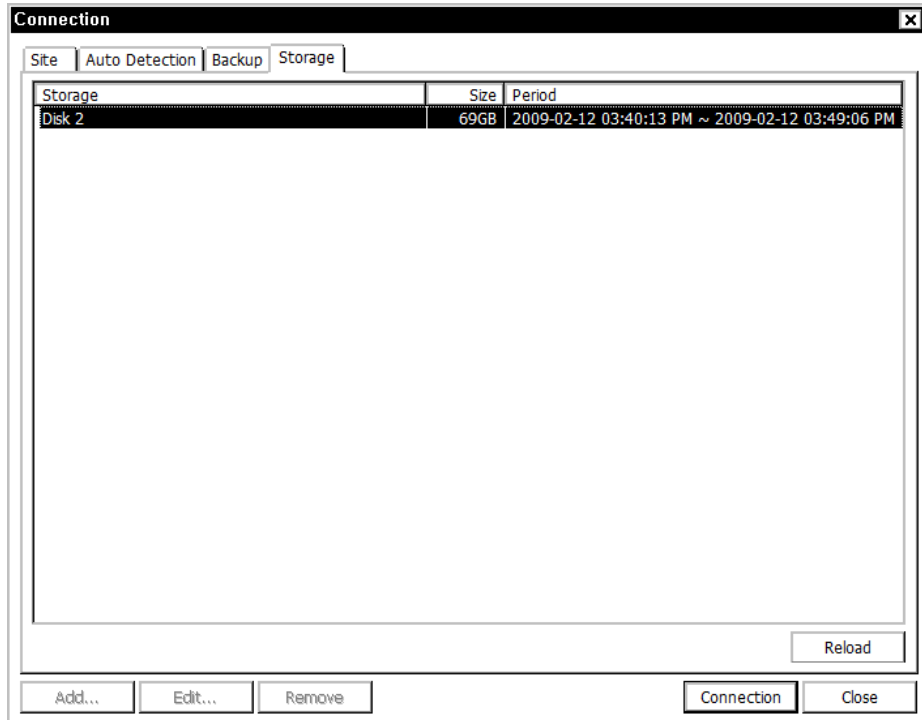 Connection
Site Auto Detection Backup Storage
Storage Size Period
Disk 2 69GB 2009-02-12 03:40:13 PM ~ 2009-02-12 03:49:06 PM
Reload
Add... Edit... Remove Connection Close